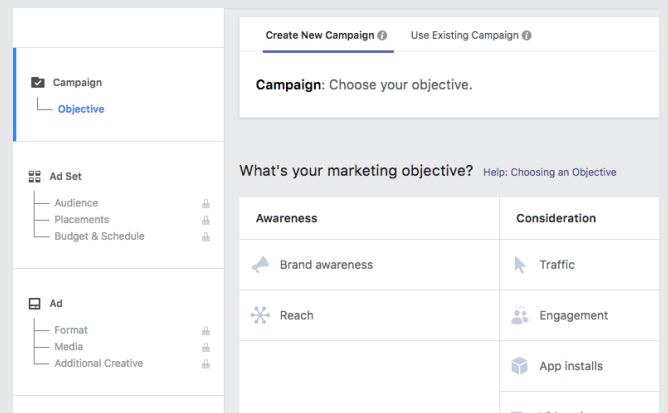 Create New Campaign
Use Existing Campaign
Campaign: Choose your objective.
Campaign
Objective
Ad Set
Audience
Placements
Budget & Schedule
Ad
Format
Media
Additional Creative
What's your marketing objective? Help: Choosing an Objective
Awareness
Consideration
Brand awareness
Traffic
Reach
Engagement
App installs